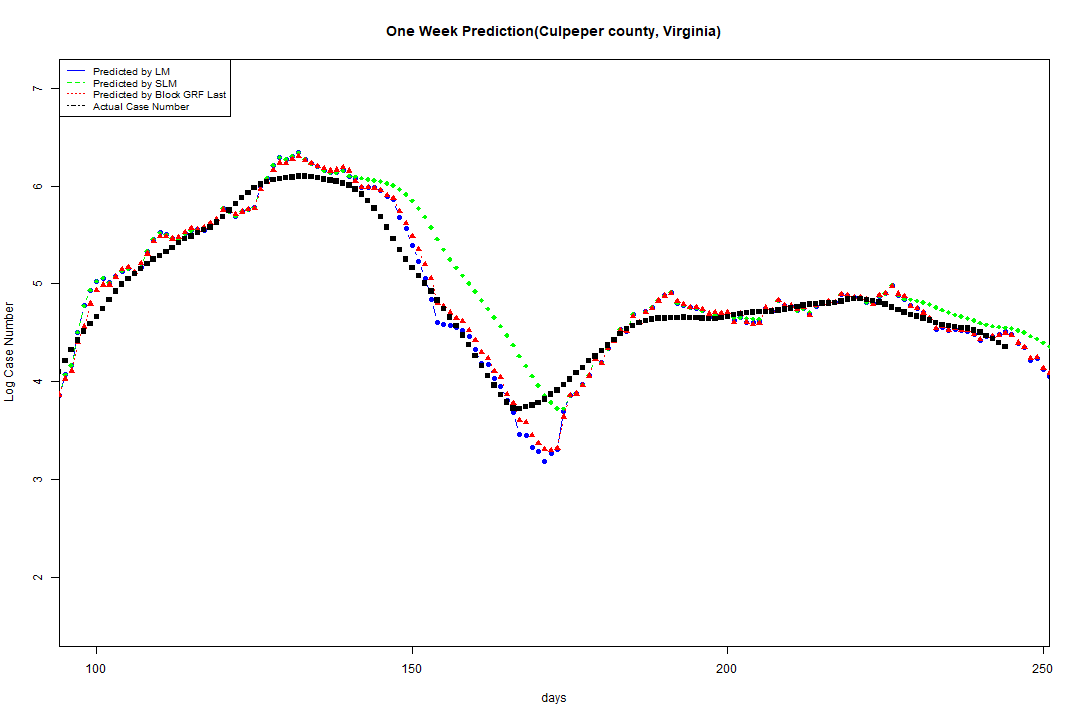 One Week Prediction(Culpeper county, Virginia)
Predicted by LM
Predicted by SLM
Predicted by Block GRF Last
Actual Case Number
7
6
5
4
3
2
Log Case Number
100
150
200
250
days